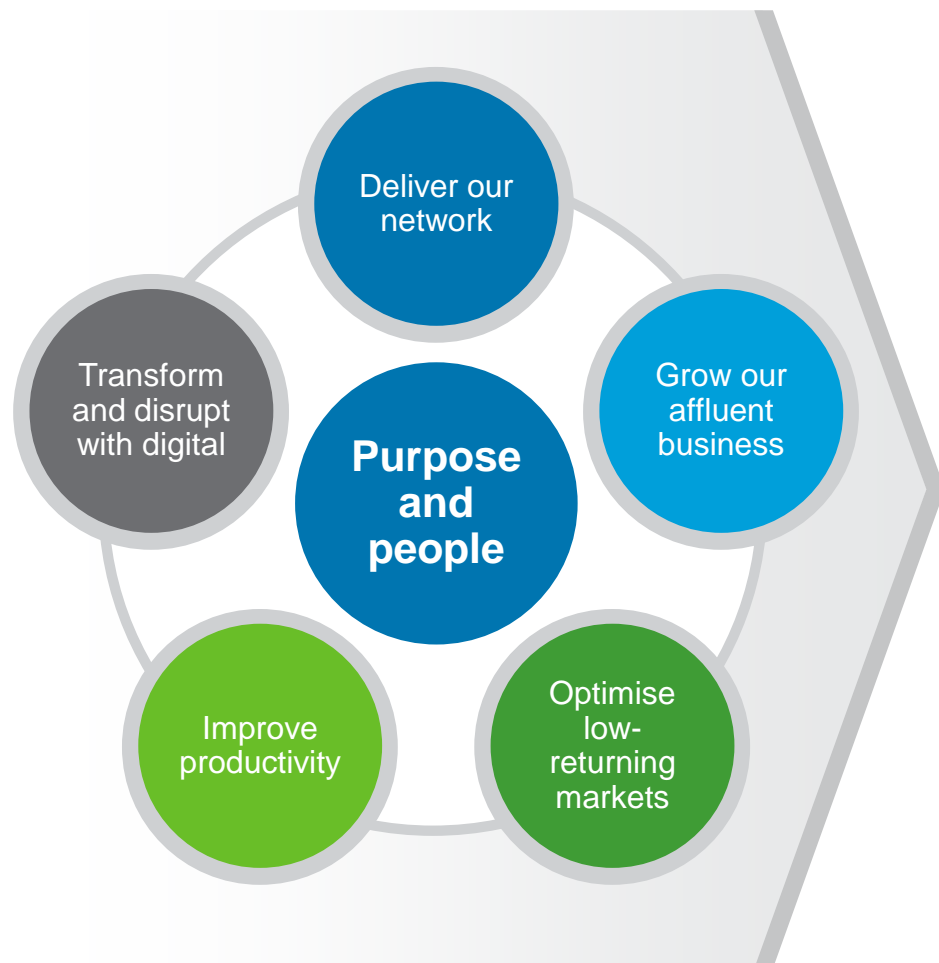 Deliver our
network
Transform
and disrupt
with digital
Grow our
affluent
business
Purpose
and
people
Improve
productivity
Optimise
low-
returning
markets